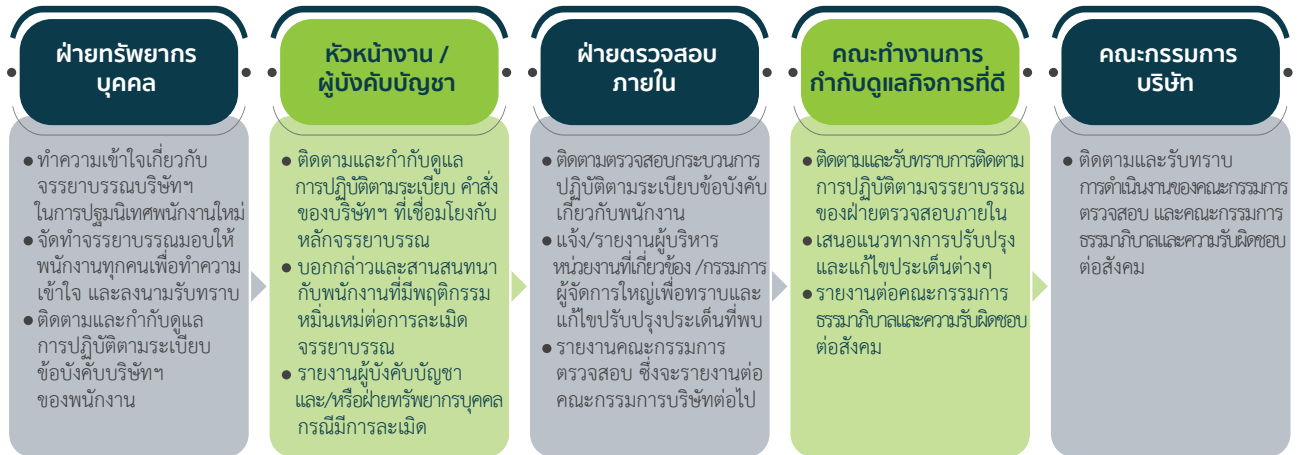 ฝ่ายทรัพยากร
บุคคล
● ทำความเข้าใจเกี่ยวกับ
จรรยาบรรณบริษัทฯ
ในการปฐมนิเทศพนักงานใหม่
● จัดทำจรรยาบรรณมอบให้
พนักงานทุกคนเพื่อทำความ
เข้าใจ และลงนามรับทราบ
● ติดตามและกำกับดูแล
การปฏิบัติตามระเบียบ
ข้อบังคับบริษัทฯ
ของพนักงาน
หัวหน้างาน /
ผู้บังคับบัญชา
● ติดตามและกำกับดูแล
การปฏิบัติตามระเบียบ คำสั่ง
ของบริษัทฯ ที่เชื่อมโยงกับ
หลักจรรยาบรรณ
● บอกกล่าวและสานสนทนา
กับพนักงานที่มีพฤติกรรม
หมิ่นเหม่ต่อการละเมิด
จรรยาบรรณ
● รายงานผู้บังคับบัญชา
และ/หรือฝ่ายทรัพยากรบุคคล
กรณีมีการละเมิด
ฝ่ายตรวจสอบ
ภายใน
● ติดตามตรวจสอบกระบวนการ
ปฏิบัติตามระเบียบข้อบังคับ
เกี่ยวกับพนักงาน
● แจ้ง/รายงานผู้บริหาร
หน่วยงานที่เกี่ยวข้อง /กรรมการ
ผู้จัดการใหญ่เพื่อทราบและ
แก้ไขปรับปรุงประเด็นที่พบ
● รายงานคณะกรรมการ
ตรวจสอบ ซึ่งจะรายงานต่อ
คณะกรรมการบริษัทต่อไป
คณะทำงานการ
กำกับดูแลกิจการที่ดี
● ติดตามและรับทราบการติดตาม
การปฏิบัติตามจรรยาบรรณ
ของฝ่ายตรวจสอบภายใน
● เสนอแนวทางการปรับปรุง
และแก้ไขประเด็นต่างๆ
● รายงานต่อคณะกรรมการ
ธรรมาภิบาลและความรับผิดชอบ
ต่อสังคม
คณะกรรมการ
บริษัท
● ติดตามและรับทราบ
การดำเนินงานของคณะกรรมการ
ตรวจสอบ และคณะกรรมการ
ธรรมาภิบาลและความรับผิดชอบ
ต่อสังคม